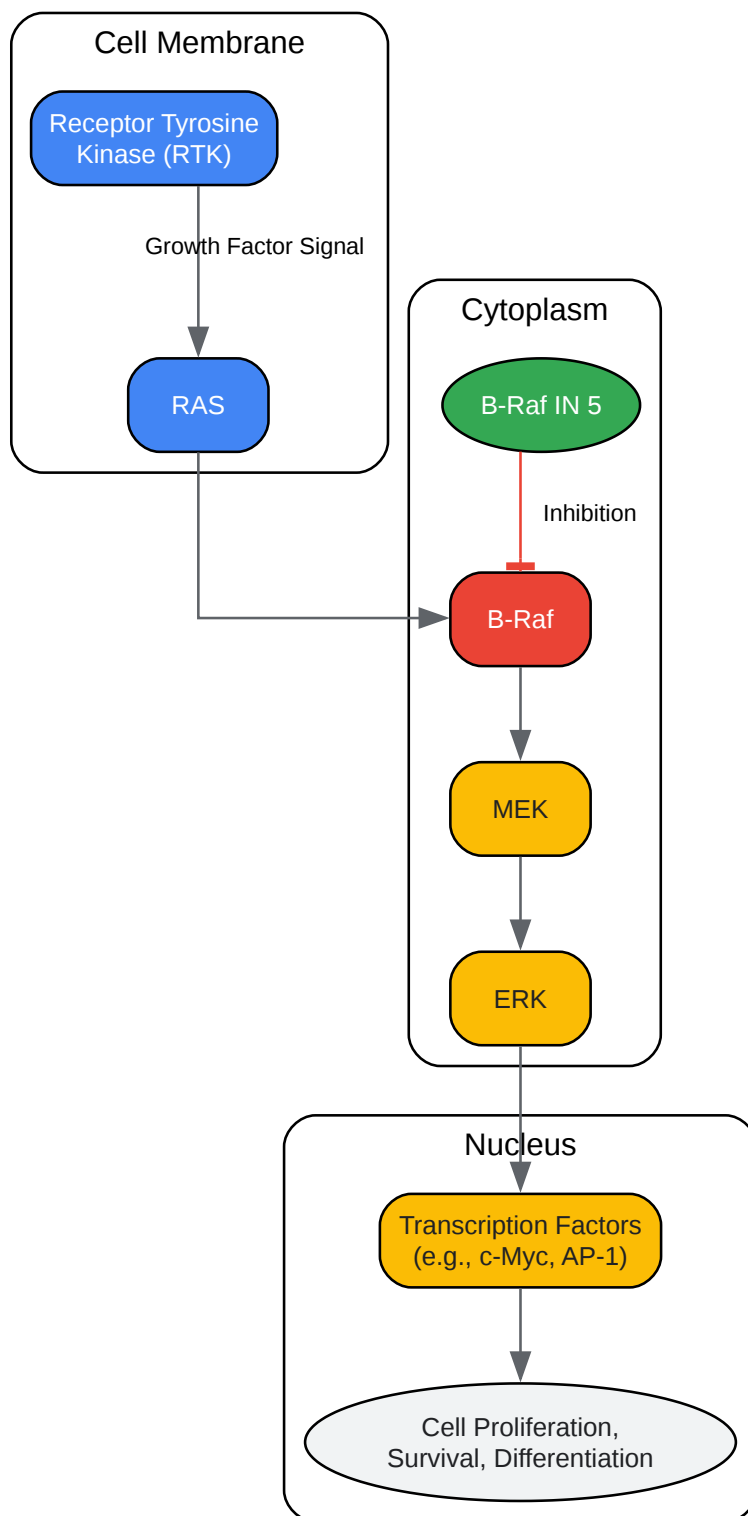 Cell Membrane
Receptor Tyrosine
Kinase (RTK)
Growth Factor Signal
RAS
Cytoplasm
B-Raf IN 5
Inhibition
B-Raf
MEK
ERK
Nucleus
Transcription Factors
(e.g., c-Myc, AP-1)
Cell Proliferation,
Survival, Differentiation